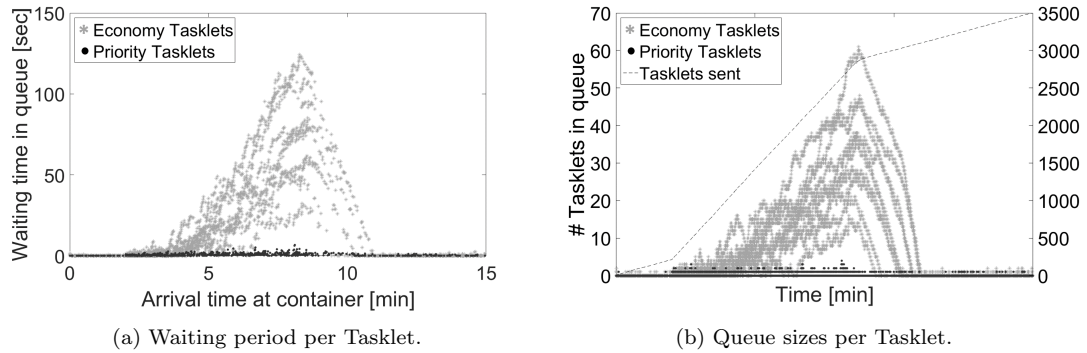 150
Economy Tasklets
Priority Tasklets
100
50
0
Waiting time in queue [sec]
0
5
10
15
Arrival time at container [min]
(a) Waiting period per Tasklet.
70
60
50
40
30
20
10
0
# Tasklets in queue
Economy Tasklets
Priority Tasklets
Tasklets sent
3500
3000
2500
2000
1500
1000
500
0
Time [min]
(b) Queue sizes per Tasklet.